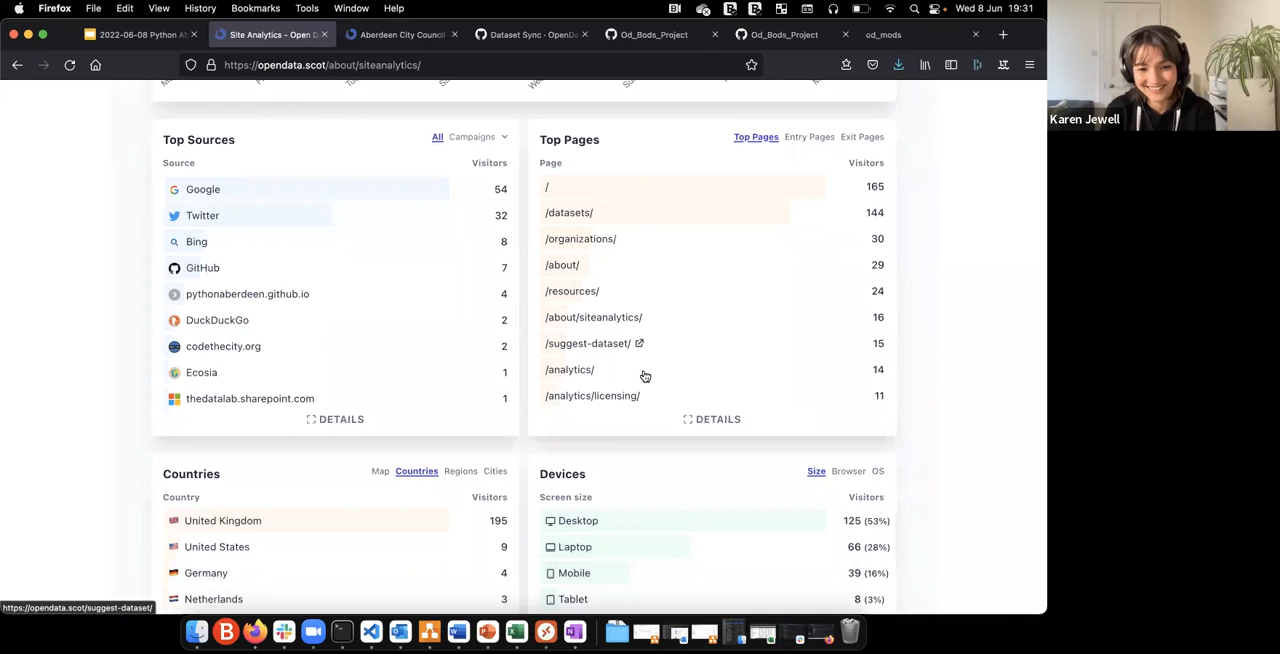 Firefox File Edit View History Bookmarks Tools Window Help Wed 8 Jun 19:31
2022-06-08 Python Ab Site Analytics - Open D Aberdeen City Council Dataset Sync · OpenDa Od_Bods_Project Od_Bods_Project od_mods
https://opendata.scot/about/siteanalytics/
Karen Jewell
Top Sources All Campaigns
Source Visitors
Google 54
Twitter 32
Bing 8
GitHub 7
pythonaberdeen.github.io 4
DuckDuckGo 2
codethecity.org 2
Ecosia 1
thedatalab.sharepoint.com 1
DETAILS
Top Pages Top Pages Entry Pages Exit Pages
Page Visitors
/ 165
/datasets/ 144
/organizations/ 30
/about/ 29
/resources/ 24
/about/siteanalytics/ 16
/suggest-dataset/ 15
/analytics/ 14
/analytics/licensing/ 11
DETAILS
Countries Map Countries Regions Cities
Country Visitors
United Kingdom 195
United States 9
Germany 4
Netherlands 3
Devices Size Browser OS
Screen size Visitors
Desktop 125 (53%)
Laptop 66 (28%)
Mobile 39 (16%)
Tablet 8 (3%)
https://opendata.scot/suggest-dataset/